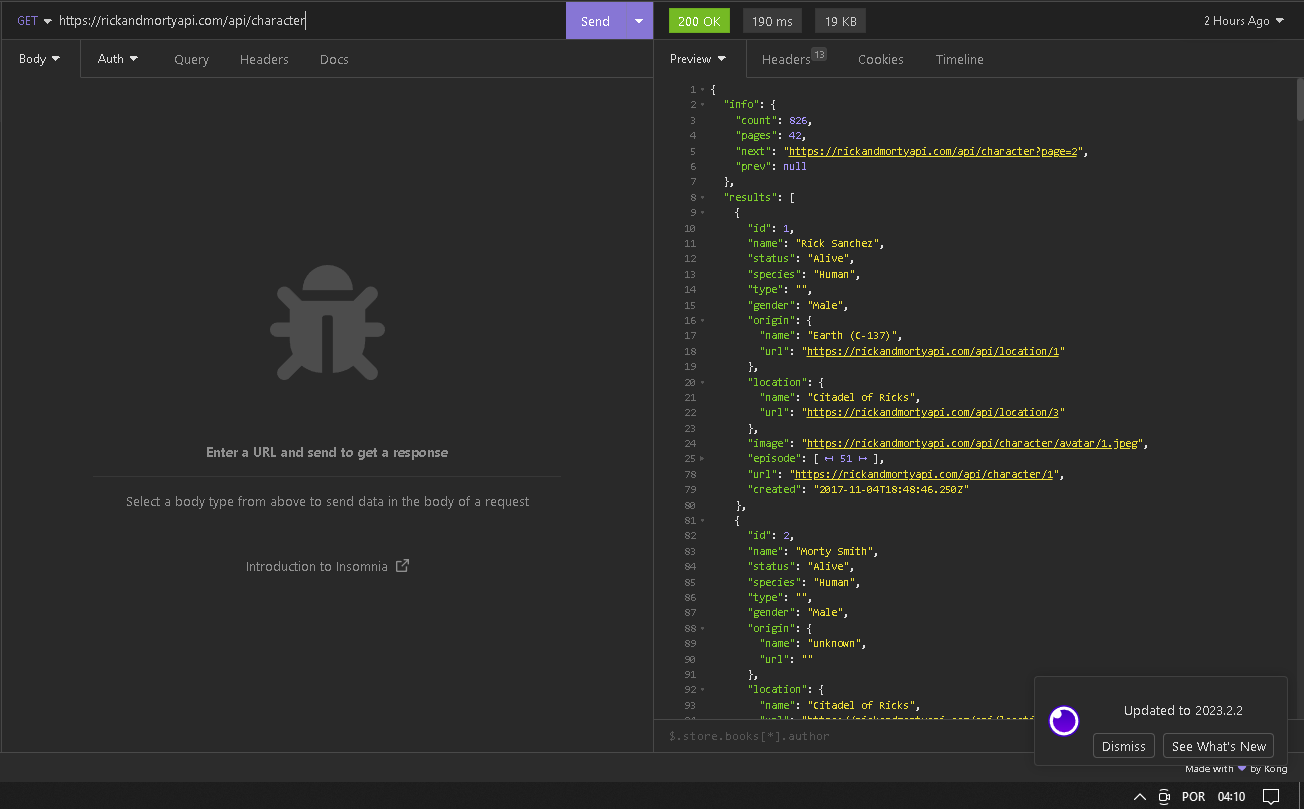 GET https://rickandmortyapi.com/api/character
Send
200 OK 190 ms 19 KB
2 Hours Ago
Body Auth Query Headers Docs
Preview Headers 13 Cookies Timeline
Enter a URL and send to get a response
Select a body type from above to send data in the body of a request
Introduction to Insomnia
1 {
2 "info": {
3 "count": 826,
4 "pages": 42,
5 "next": "https://rickandmortyapi.com/api/character?page=2",
6 "prev": null
7 },
8 "results": [
9 {
10 "id": 1,
11 "name": "Rick Sanchez",
12 "status": "Alive",
13 "species": "Human",
14 "type": "",
15 "gender": "Male",
16 "origin": {
17 "name": "Earth (C-137)",
18 "url": "https://rickandmortyapi.com/api/location/1"
19 },
20 "location": {
21 "name": "Citadel of Ricks",
22 "url": "https://rickandmortyapi.com/api/location/3"
23 },
24 "image": "https://rickandmortyapi.com/api/character/avatar/1.jpeg",
25 "episode": [ ↤ 51 ↦ ],
78 "url": "https://rickandmortyapi.com/api/character/1",
79 "created": "2017-11-04T18:48:46.250Z"
80 },
81 {
82 "id": 2,
83 "name": "Morty Smith",
84 "status": "Alive",
85 "species": "Human",
86 "type": "",
87 "gender": "Male",
88 "origin": {
89 "name": "unknown",
90 "url": ""
91 },
92 "location": {
93 "name": "Citadel of Ricks",
$.store.books[*].author
Updated to 2023.2.2
Dismiss See What's New
Made with ❤ by Kong
POR 04:10